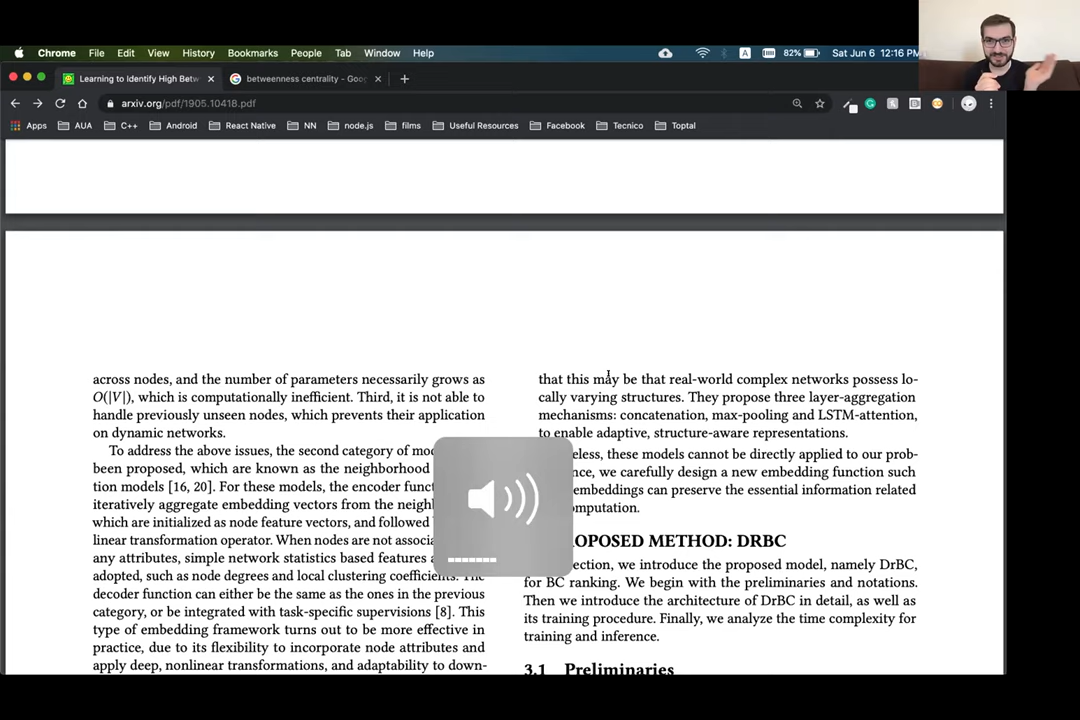 Chrome File Edit View History Bookmarks People Tab Window Help A 82% Sat Jun 6 12:16 PM
Learning to Identify High Betw
betweenness centrality - Goo
arxiv.org/pdf/1905.10418.pdf
Apps AUA C++ Android React Native NN node.js films Useful Resources Facebook Tecnico Toptal
across nodes, and the number of parameters necessarily grows as
O(|V|), which is computationally inefficient. Third, it is not able to
handle previously unseen nodes, which prevents their application
on dynamic networks.
To address the above issues, the second category of mod
been proposed, which are known as the neighborhood
tion models [16, 20]. For these models, the encoder funct
iteratively aggregate embedding vectors from the neigh
which are initialized as node feature vectors, and followed
linear transformation operator. When nodes are not associa
any attributes, simple network statistics based features a
adopted, such as node degrees and local clustering coefficients. The
decoder function can either be the same as the ones in the previous
category, or be integrated with task-specific supervisions [8]. This
type of embedding framework turns out to be more effective in
practice, due to its flexibility to incorporate node attributes and
apply deep, nonlinear transformations, and adaptability to down-
that this may be that real-world complex networks possess lo-
cally varying structures. They propose three layer-aggregation
mechanisms: concatenation, max-pooling and LSTM-attention,
to enable adaptive, structure-aware representations.
eless, these models cannot be directly applied to our prob-
nce, we carefully design a new embedding function such
embeddings can preserve the essential information related
omputation.
OPOSED METHOD: DRBC
ection, we introduce the proposed model, namely DrBC,
for BC ranking. We begin with the preliminaries and notations.
Then we introduce the architecture of DrBC in detail, as well as
its training procedure. Finally, we analyze the time complexity for
training and inference.
3.1 Preliminaries